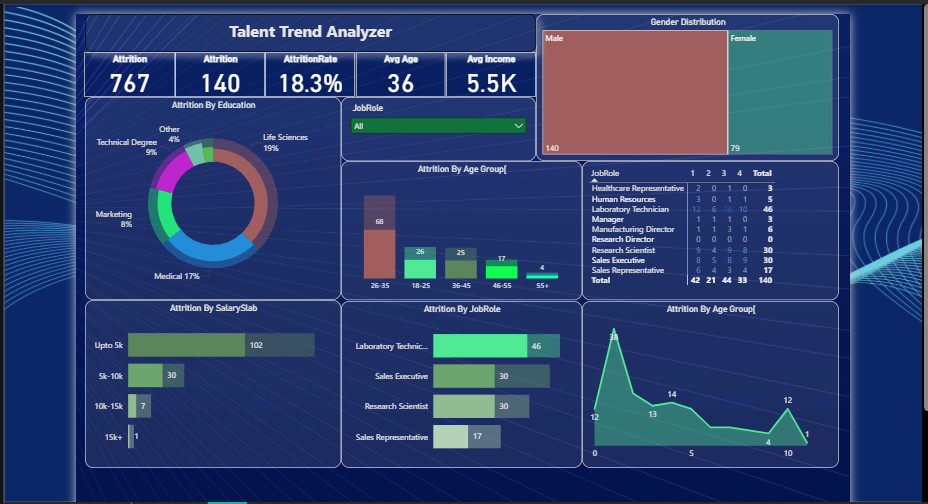 Talent Trend Analyzer
Attrition
767
Attrition
140
AttritionRate
18.3%
Avg Age
36
Avg Income
5.5K
Gender Distribution
Male
140
Female
79
Attrition By Education
Other
4%
Life Sciences
19%
Technical Degree
9%
Marketing
8%
Medical 17%
JobRole
All
Attrition By Age Group[
68
26
25
17
4
26-35
18-25
36-45
46-55
55+
JobRole 1 2 3 4 Total
Healthcare Representative 2 0 1 0 3
Human Resources 3 0 1 1 5
Laboratory Technician 12 6 18 10 46
Manager 1 1 1 0 3
Manufacturing Director 1 1 3 1 6
Research Director 0 0 0 0 0
Research Scientist 9 4 9 8 30
Sales Executive 8 5 8 9 30
Sales Representative 6 4 3 4 17
Total 42 21 44 33 140
Attrition By SalarySlab
Upto 5k 102
5k-10k 30
10k-15k 7
15k+ 1
Attrition By JobRole
Laboratory Technic... 46
Sales Executive 30
Research Scientist 30
Sales Representative 17
Attrition By Age Group[
38
12
13
14
4
12
1
0
5
10